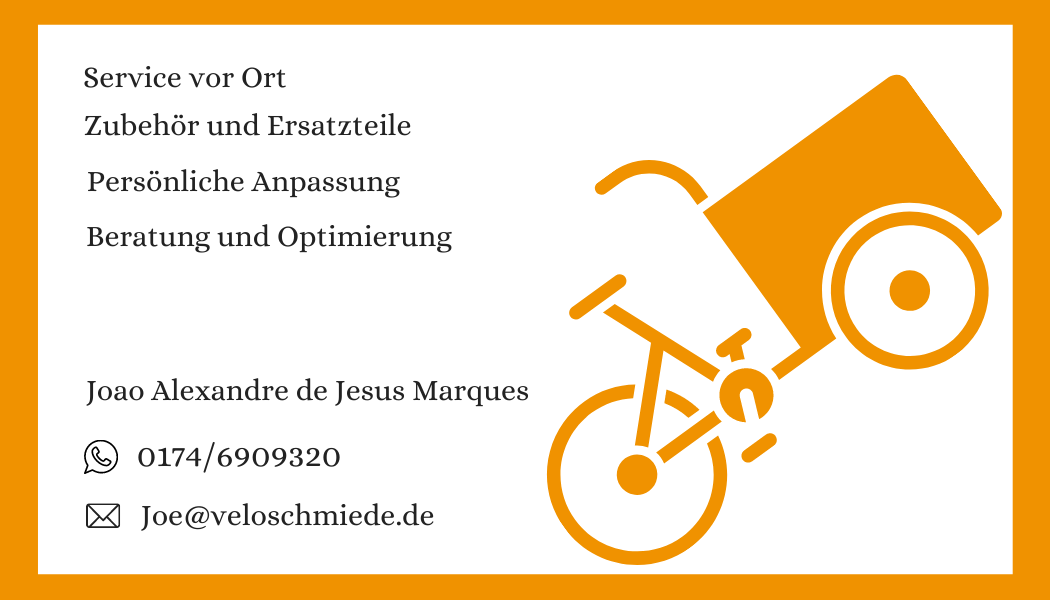 Service vor Ort
Zubehör und Ersatzteile
Persönliche Anpassung
Beratung und Optimierung
Joao Alexandre de Jesus Marques
0174/6909320
Joe@veloschmiede.de